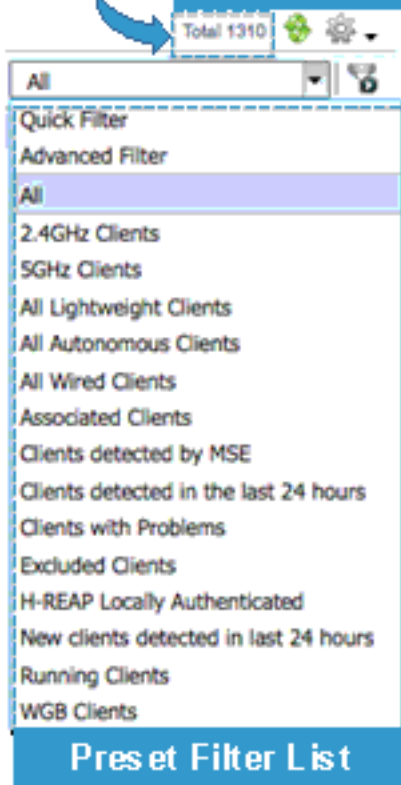 Total 1310
All
Quick Filter
Advanced Filter
All
2.4GHz Clients
5GHz Clients
All Lightweight Clients
All Autonomous Clients
All Wired Clients
Associated Clients
Clients detected by MSE
Clients detected in the last 24 hours
Clients with Problems
Excluded Clients
H-REAP Locally Authenticated
New clients detected in last 24 hours
Running Clients
WGB Clients
Preset Filter List